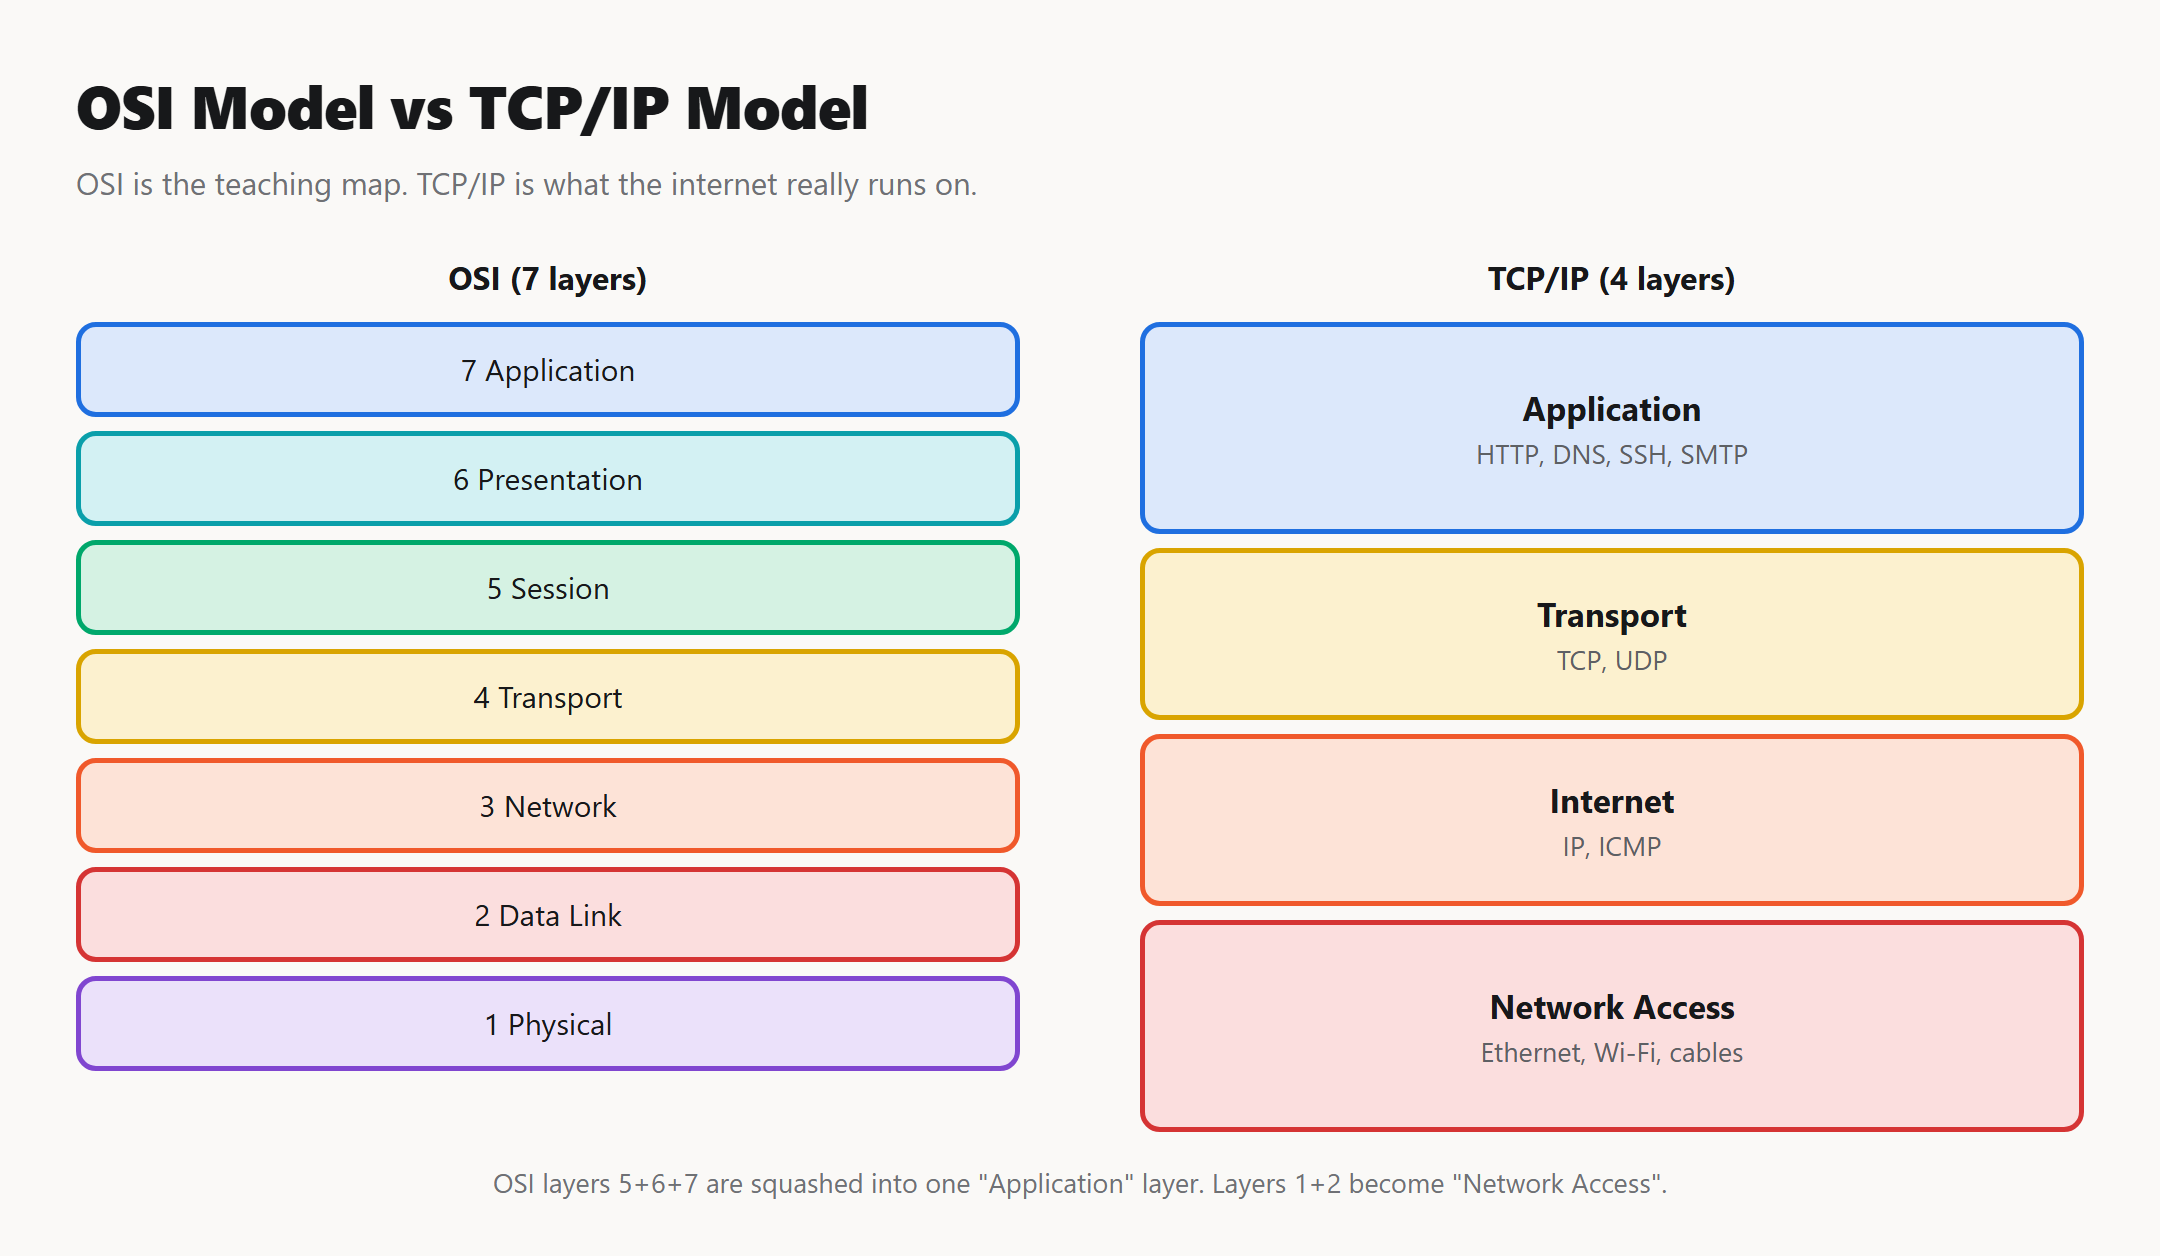 OSI Model vs TCP/IP Model
OSI is the teaching map. TCP/IP is what the internet really runs on.
OSI (7 layers)
7 Application
6 Presentation
5 Session
4 Transport
3 Network
2 Data Link
1 Physical
TCP/IP (4 layers)
Application
HTTP, DNS, SSH, SMTP
Transport
TCP, UDP
Internet
IP, ICMP
Network Access
Ethernet, Wi-Fi, cables
OSI layers 5+6+7 are squashed into one "Application" layer. Layers 1+2 become "Network Access".